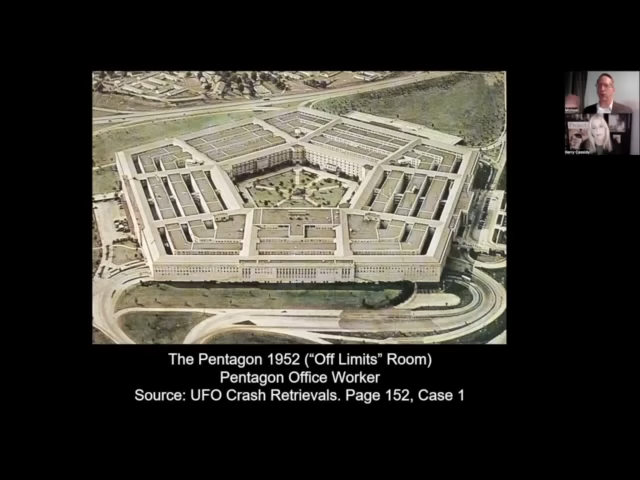 The Pentagon 1952 (“Off Limits” Room)
Pentagon Office Worker
Source: UFO Crash Retrievals. Page 152, Case 1